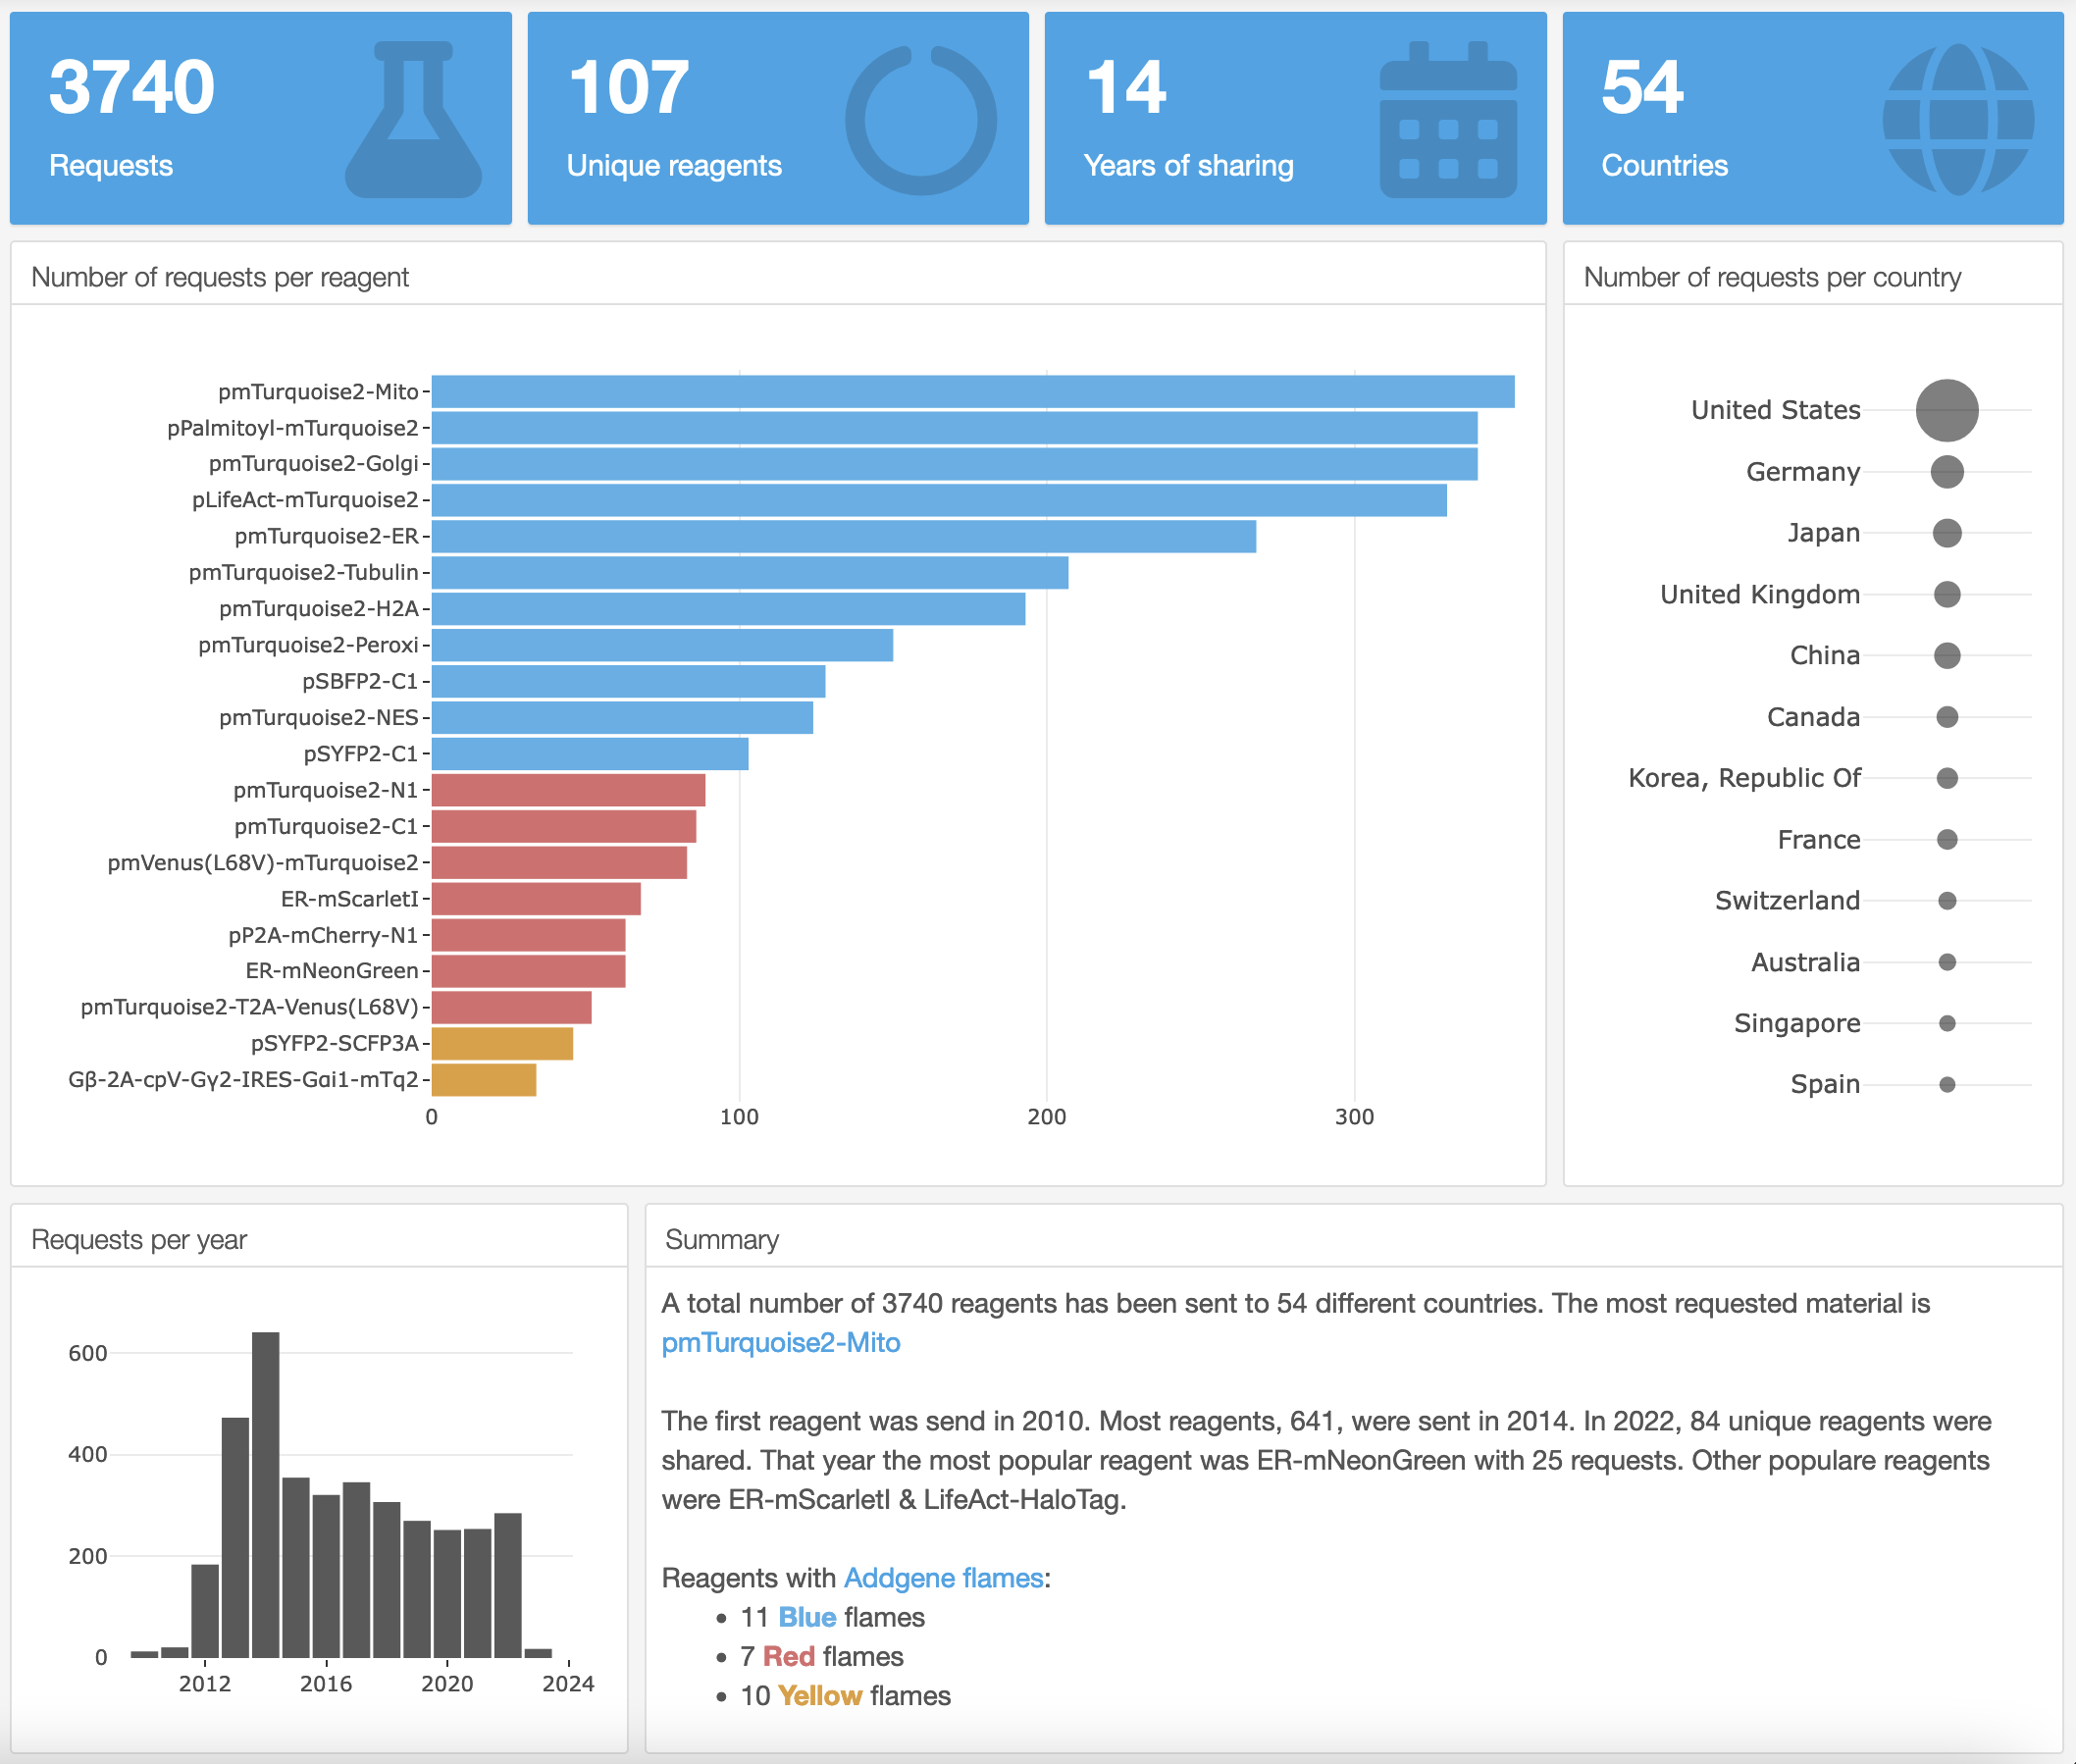 3740
Requests
107
Unique reagents
14
Years of sharing
54
Countries
Number of requests per reagent
pmTurquoise2-Mito
pPalmitoyl-mTurquoise2
pmTurquoise2-Golgi
pLifeAct-mTurquoise2
pmTurquoise2-ER
pmTurquoise2-Tubulin
pmTurquoise2-H2A
pmTurquoise2-Peroxi
pSBFP2-C1
pmTurquoise2-NES
pSYFP2-C1
pmTurquoise2-N1
pmTurquoise2-C1
pmVenus(L68V)-mTurquoise2
ER-mScarletI
pP2A-mCherry-N1
ER-mNeonGreen
pmTurquoise2-T2A-Venus(L68V)
pSYFP2-SCFP3A
Gβ-2A-cpV-Gγ2-IRES-Gαi1-mTq2
0 100 200 300
Number of requests per country
United States
Germany
Japan
United Kingdom
China
Canada
Korea, Republic Of
France
Switzerland
Australia
Singapore
Spain
Requests per year
600
400
200
0
2012 2016 2020 2024
Summary
A total number of 3740 reagents has been sent to 54 different countries. The most requested material is
pmTurquoise2-Mito
The first reagent was send in 2010. Most reagents, 641, were sent in 2014. In 2022, 84 unique reagents were
shared. That year the most popular reagent was ER-mNeonGreen with 25 requests. Other populare reagents
were ER-mScarletI & LifeAct-HaloTag.
Reagents with Addgene flames:
• 11 Blue flames
• 7 Red flames
• 10 Yellow flames